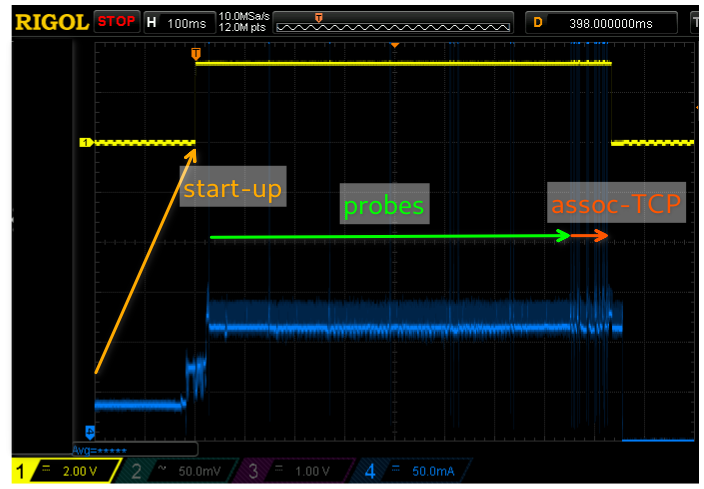 RIGOL STOP H 100ms 10.0MSa/s D 398.000000ms T
12.0M pts
T
T
1
start-up
probes
assoc-TCP
Avg=*****
1 = 2.00 V 2 ~ 50.0mV 3 = 1.00 V 4 = 50.0mA